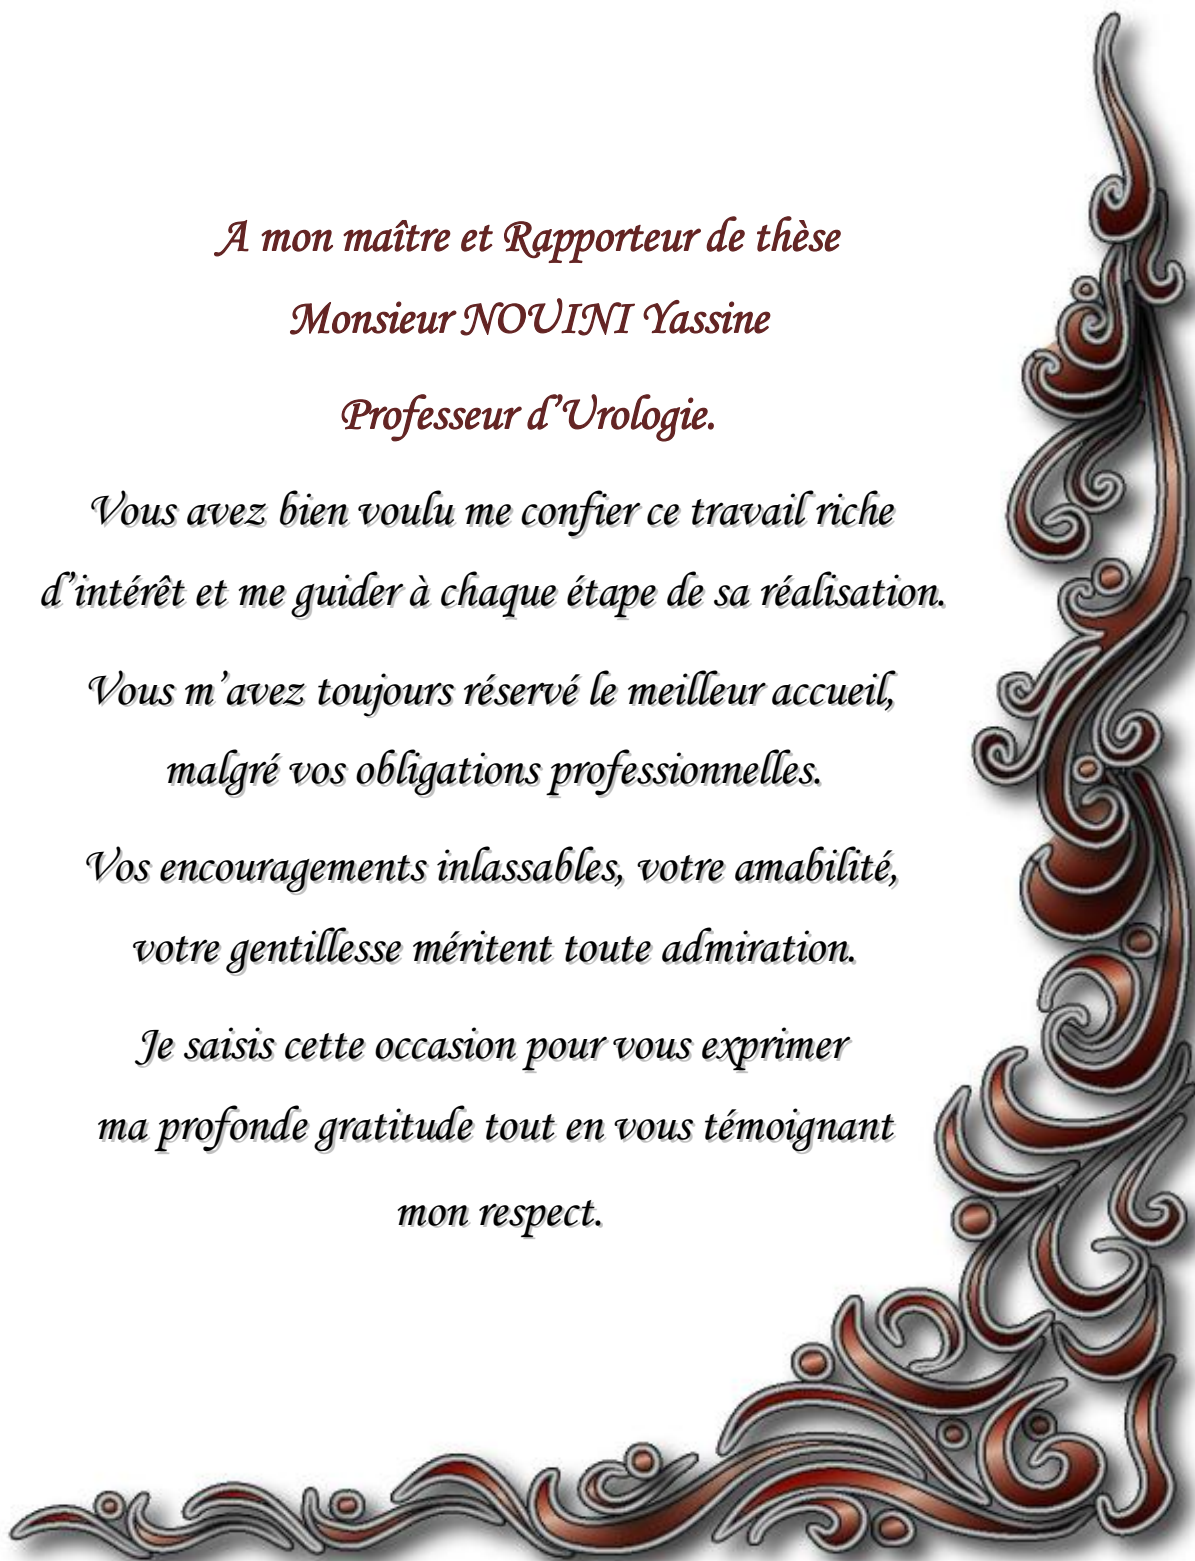 A mon maître et Rapporteur de thèse
Monsieur NOUINI Yassine
Professeur d’Urologie.
Vous avez bien voulu me confier ce travail riche
d’intérêt et me guider à chaque étape de sa réalisation.
Vous m’avez toujours réservé le meilleur accueil,
malgré vos obligations professionnelles.
Vos encouragements inlassables, votre amabilité,
votre gentillesse méritent toute admiration.
Je saisis cette occasion pour vous exprimer
ma profonde gratitude tout en vous témoignant
mon respect.